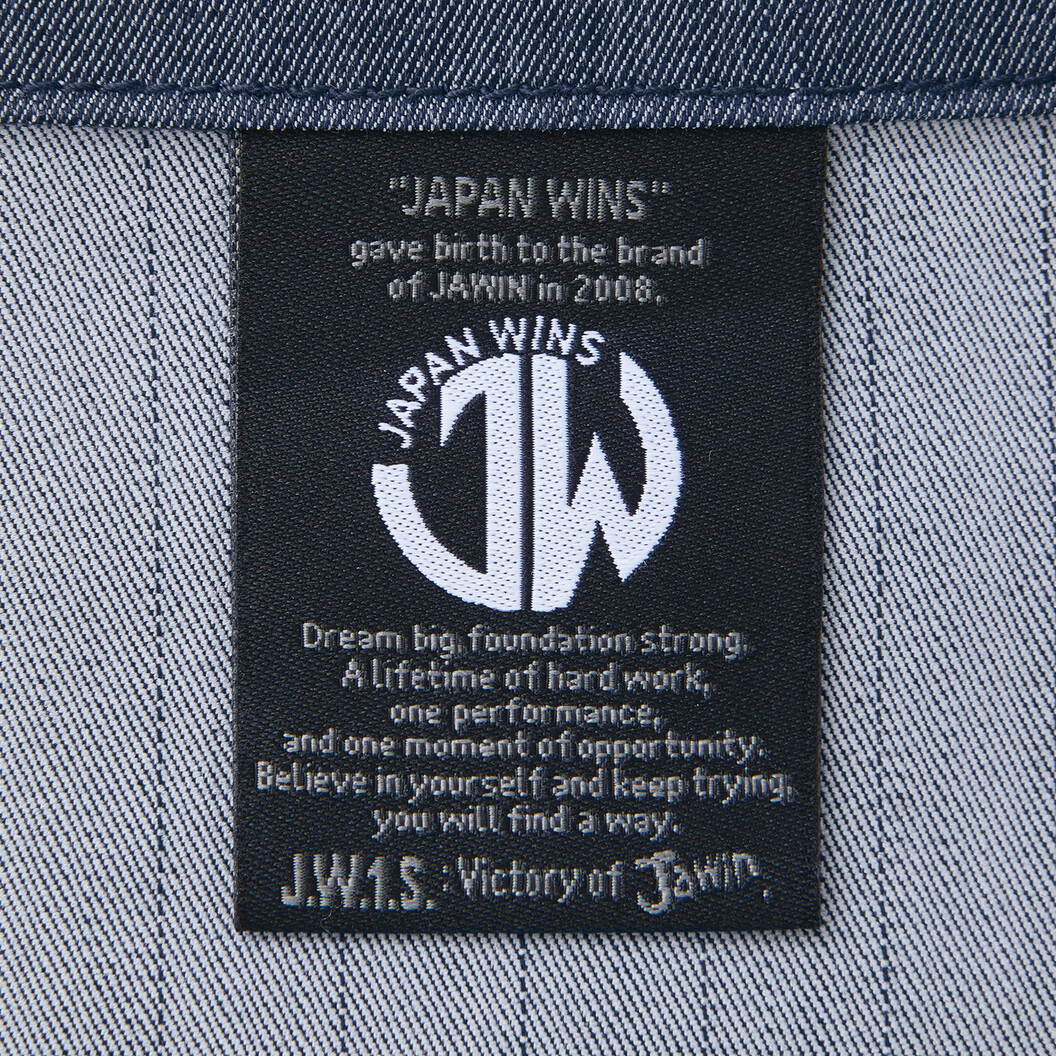 "JAPAN WINS"
gave birth to the brand
of JAWIN in 2008.
JAPAN WINS
JW
Dream big, foundation strong.
A lifetime of hard work,
one performance,
and one moment of opportunity.
Believe in yourself and keep trying,
you will find a way.
J.W.1.S. : Victory of Jawin.